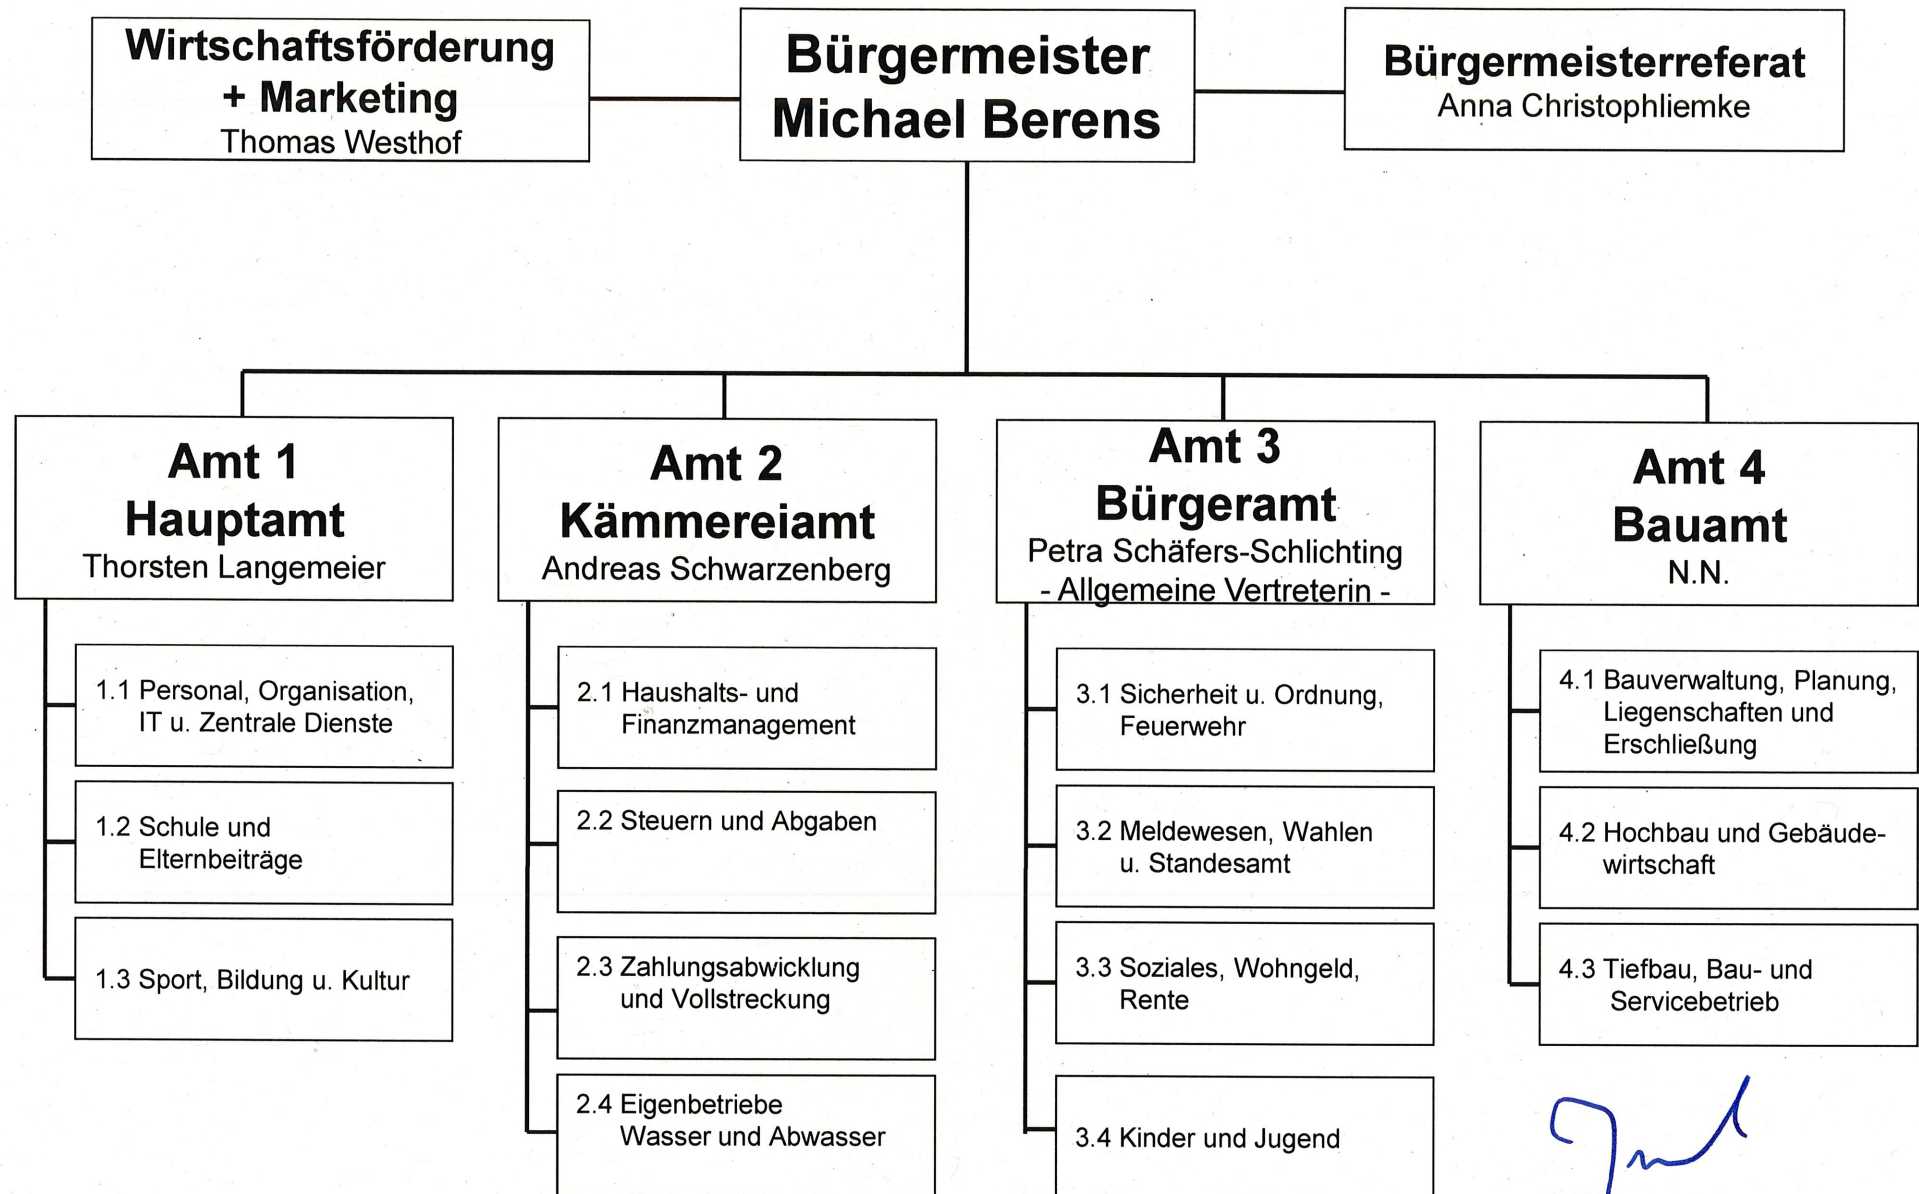 Wirtschaftsförderung
+ Marketing
Thomas Westhof
Bürgermeister
Michael Berens
Bürgermeisterreferat
Anna Christophliemke
Amt 1
Hauptamt
Thorsten Langemeier
1.1 Personal, Organisation,
IT u. Zentrale Dienste
1.2 Schule und
Elternbeiträge
1.3 Sport, Bildung u. Kultur
Amt 2
Kämmereiamt
Andreas Schwarzenberg
2.1 Haushalts- und
Finanzmanagement
2.2 Steuern und Abgaben
2.3 Zahlungsabwicklung
und Vollstreckung
2.4 Eigenbetriebe
Wasser und Abwasser
Amt 3
Bürgeramt
Petra Schäfers-Schlichting
- Allgemeine Vertreterin -
3.1 Sicherheit u. Ordnung,
Feuerwehr
3.2 Meldewesen, Wahlen
u. Standesamt
3.3 Soziales, Wohngeld,
Rente
3.4 Kinder und Jugend
Amt 4
Bauamt
N.N.
4.1 Bauverwaltung, Planung,
Liegenschaften und
Erschließung
4.2 Hochbau und Gebäude-
wirtschaft
4.3 Tiefbau, Bau- und
Servicebetrieb